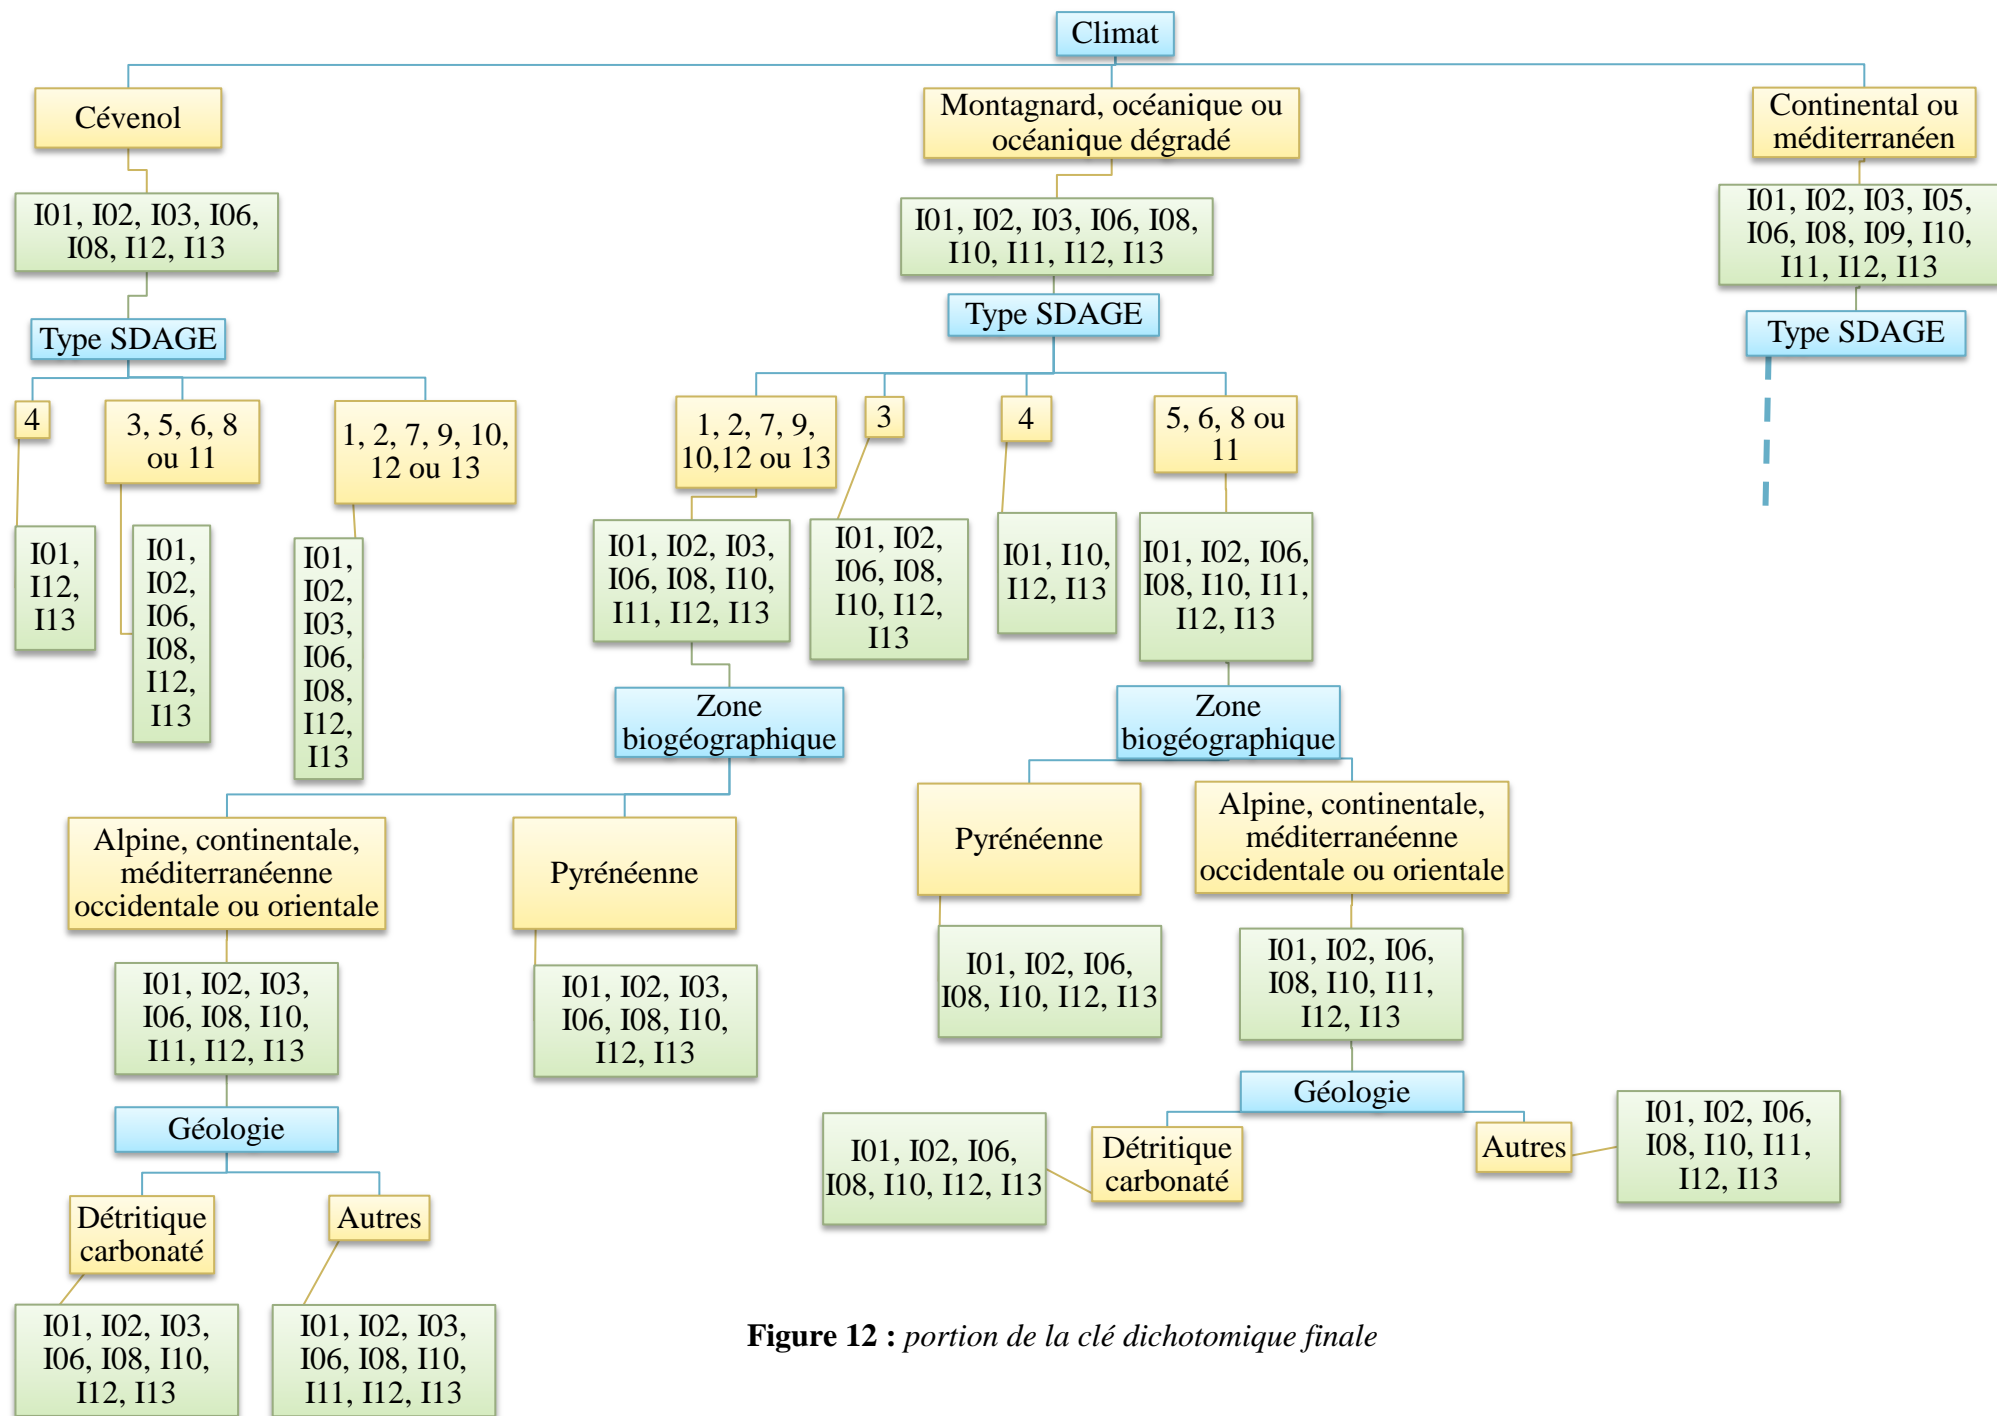 Climat
Cévenol
Montagnard, océanique ou
océanique dégradé
Continental ou
méditerranéen
I01, I02, I03, I06,
I08, I12, I13
I01, I02, I03, I06, I08,
I10, I11, I12, I13
I01, I02, I03, I05,
I06, I08, I09, I10,
I11, I12, I13
Type SDAGE
Type SDAGE
Type SDAGE
4
3, 5, 6, 8
ou 11
1, 2, 7, 9, 10,
12 ou 13
1, 2, 7, 9,
10,12 ou 13
3
4
5, 6, 8 ou
11
I01,
I12,
I13
I01,
I02,
I06,
I08,
I12,
I13
I01,
I02,
I03,
I06,
I08,
I12,
I13
I01, I02, I03,
I06, I08, I10,
I11, I12, I13
I01, I02,
I06, I08,
I10, I12,
I13
I01, I10,
I12, I13
I01, I02, I06,
I08, I10, I11,
I12, I13
Zone
biogéographique
Zone
biogéographique
Alpine, continentale,
méditerranéenne
occidentale ou orientale
Pyrénéenne
Pyrénéenne
Alpine, continentale,
méditerranéenne
occidentale ou orientale
I01, I02, I03,
I06, I08, I10,
I11, I12, I13
I01, I02, I03,
I06, I08, I10,
I12, I13
I01, I02, I06,
I08, I10, I12, I13
I01, I02, I06,
I08, I10, I11,
I12, I13
Géologie
Géologie
Détritique
carbonaté
Autres
I01, I02, I06,
I08, I10, I12, I13
Détritique
carbonaté
Autres
I01, I02, I06,
I08, I10, I11,
I12, I13
I01, I02, I03,
I06, I08, I10,
I12, I13
I01, I02, I03,
I06, I08, I10,
I11, I12, I13
Figure 12 : portion de la clé dichotomique finale